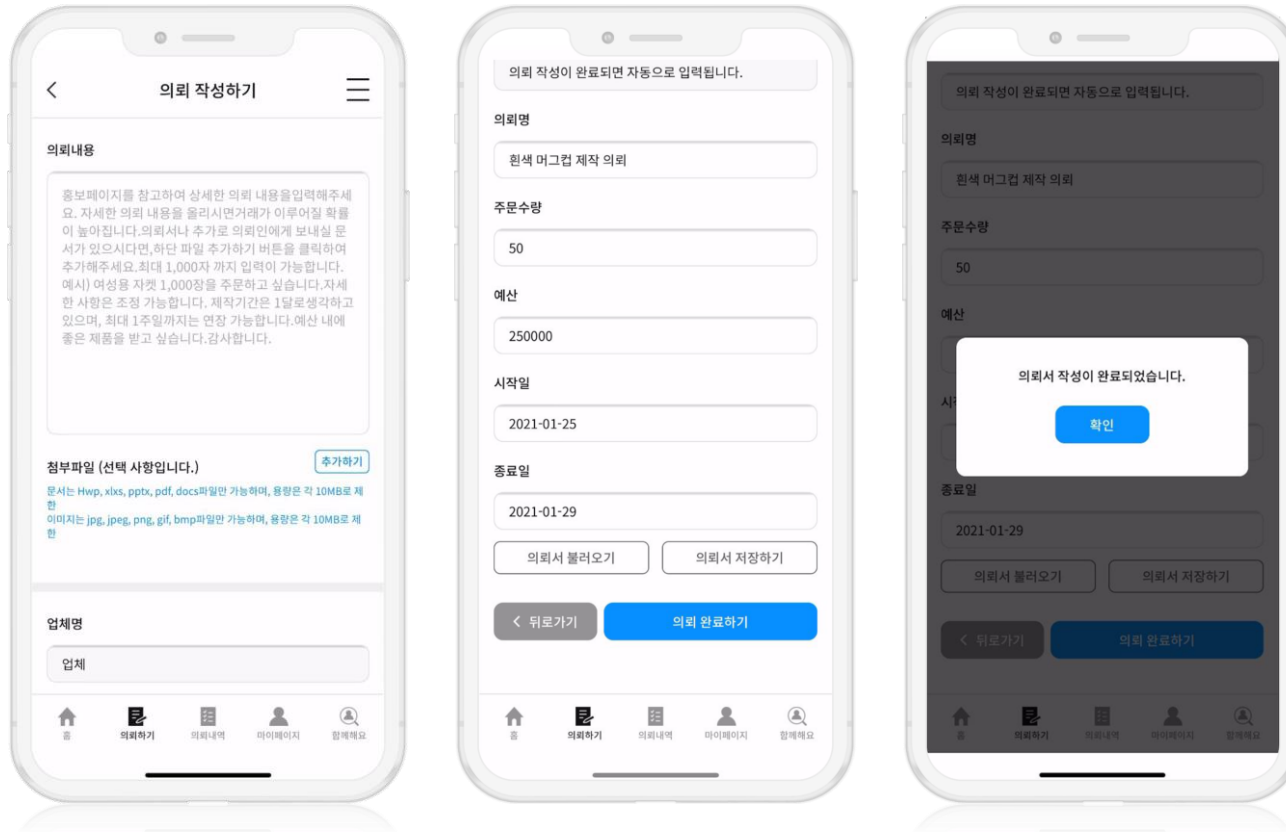 의뢰 작성하기
의뢰내용
홍보페이지를 참고하여 상세한 의뢰 내용을입력해주세
요. 자세한 의뢰 내용을 올리시면거래가 이루어질 확률
이 높아집니다.의뢰서나 추가로 의뢰인에게 보내실 문
서가 있으시다면,하단 파일 추가하기 버튼을 클릭하여
추가해주세요.최대 1,000자 까지 입력이 가능합니다.
예시) 여성용 자켓 1,000장을 주문하고 싶습니다.자세
한 사항은 조정 가능합니다. 제작기간은 1달로생각하고
있으며, 최대 1주일까지는 연장 가능합니다.예산 내에
좋은 제품을 받고 싶습니다.감사합니다.
첨부파일 (선택 사항입니다.)
추가하기
문서는 Hwp, xlxs, pptx, pdf, docs파일만 가능하며, 용량은 각 10MB로 제
한
이미지는 jpg, jpeg, png, gif, bmp파일만 가능하며, 용량은 각 10MB로 제
한
업체명
업체
홈
의뢰하기
의뢰내역
마이페이지
함께해요
의뢰 작성이 완료되면 자동으로 입력됩니다.
의뢰명
흰색 머그컵 제작 의뢰
주문수량
50
예산
250000
시작일
2021-01-25
종료일
2021-01-29
의뢰서 불러오기
의뢰서 저장하기
뒤로가기
의뢰 완료하기
홈
의뢰하기
의뢰내역
마이페이지
함께해요
의뢰 작성이 완료되면 자동으로 입력됩니다.
의뢰명
흰색 머그컵 제작 의뢰
주문수량
50
예산
의뢰서 작성이 완료되었습니다.
시작
확인
종료일
2021-01-29
의뢰서 불러오기
의뢰서 저장하기
뒤로가기
의뢰 완료하기
홈
의뢰하기
의뢰내역
마이페이지
함께해요